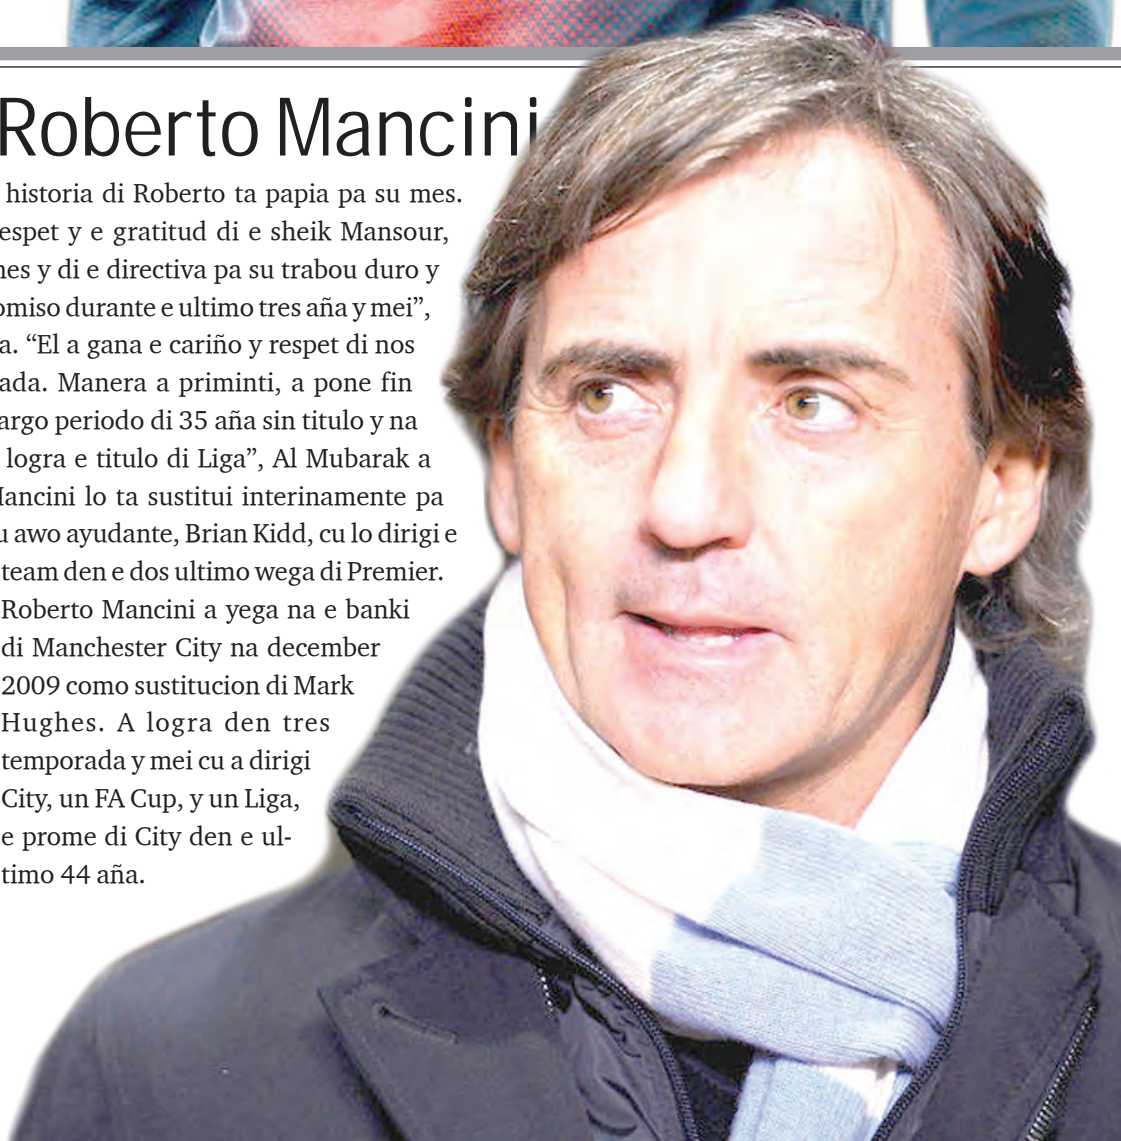 Roberto Mancini
historia di Roberto ta papia pa su mes.
espet y e gratitud di e sheik Mansour,
y di e directiva pa su trabou duro y
omiso durante e ultimo tres aña y mei”,
a. “El a gana e cariño y respet di nos
ada. Manera a priminti, a pone fin
argo periodo di 35 aña sin titulo y na
logra e titulo di Liga”, Al Mubarak a
Mancini lo ta sustitui interinamente pa
u awo ayudante, Brian Kidd, cu lo dirigi e
team den e dos ultimo wega di Premier.
Roberto Mancini a yega na e banki
di Manchester City na december
2009 como sustitucion di Mark
Hughes. A logra den tres
temporada y mei cu a dirigi
City, un FA Cup, y un Liga,
e prome di City den e ul-
timo 44 aña.